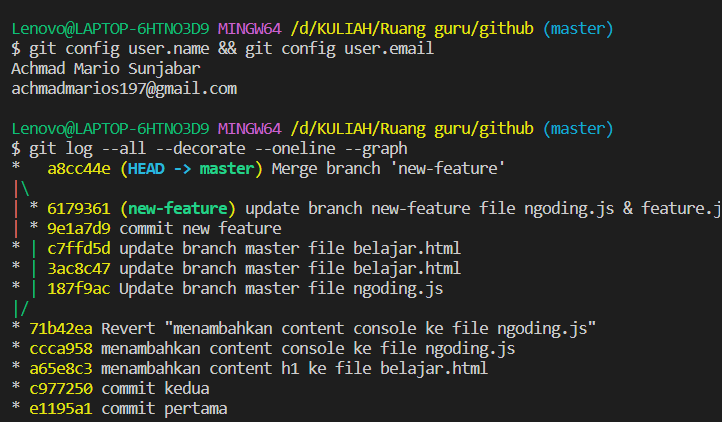 Lenovo@LAPTOP-6HTNO3D9 MINGW64 /d/KULIAH/Ruang guru/github (master)
$ git config user.name && git config user.email
Achmad Mario Sunjabar
achmadmarios197@gmail.com
Lenovo@LAPTOP-6HTNO3D9 MINGW64 /d/KULIAH/Ruang guru/github (master)
$ git log --all --decorate --oneline --graph
*   a8cc44e (HEAD -> master) Merge branch 'new-feature'
|\
| * 6179361 (new-feature) update branch new-feature file ngoding.js & feature.j
| * 9e1a7d9 commit new feature
* | c7ffd5d update branch master file belajar.html
* | 3ac8c47 update branch master file belajar.html
* | 187f9ac Update branch master file ngoding.js
|/
* 71b42ea Revert "menambahkan content console ke file ngoding.js"
* ccca958 menambahkan content console ke file ngoding.js
* a65e8c3 menambahkan content h1 ke file belajar.html
* c977250 commit kedua
* e1195a1 commit pertama